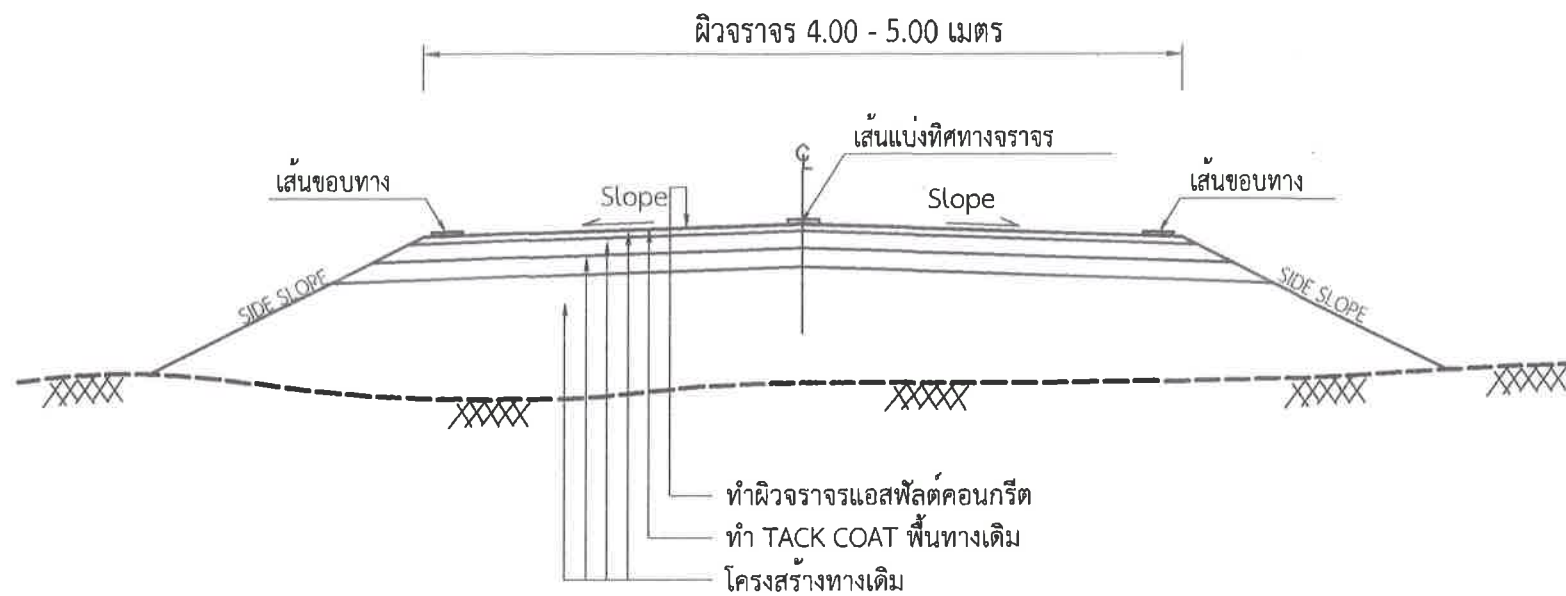 ผิวจราจร 4.00 - 5.00 เมตร
เส้นแบ่งทิศทางจราจร
℄
เส้นขอบทาง
Slope
Slope
เส้นขอบทาง
SIDE SLOPE
SIDE SLOPE
ทำผิวจราจรแอสฟัลต์คอนกรีต
ทำ TACK COAT พื้นทางเดิม
โครงสร้างทางเดิม